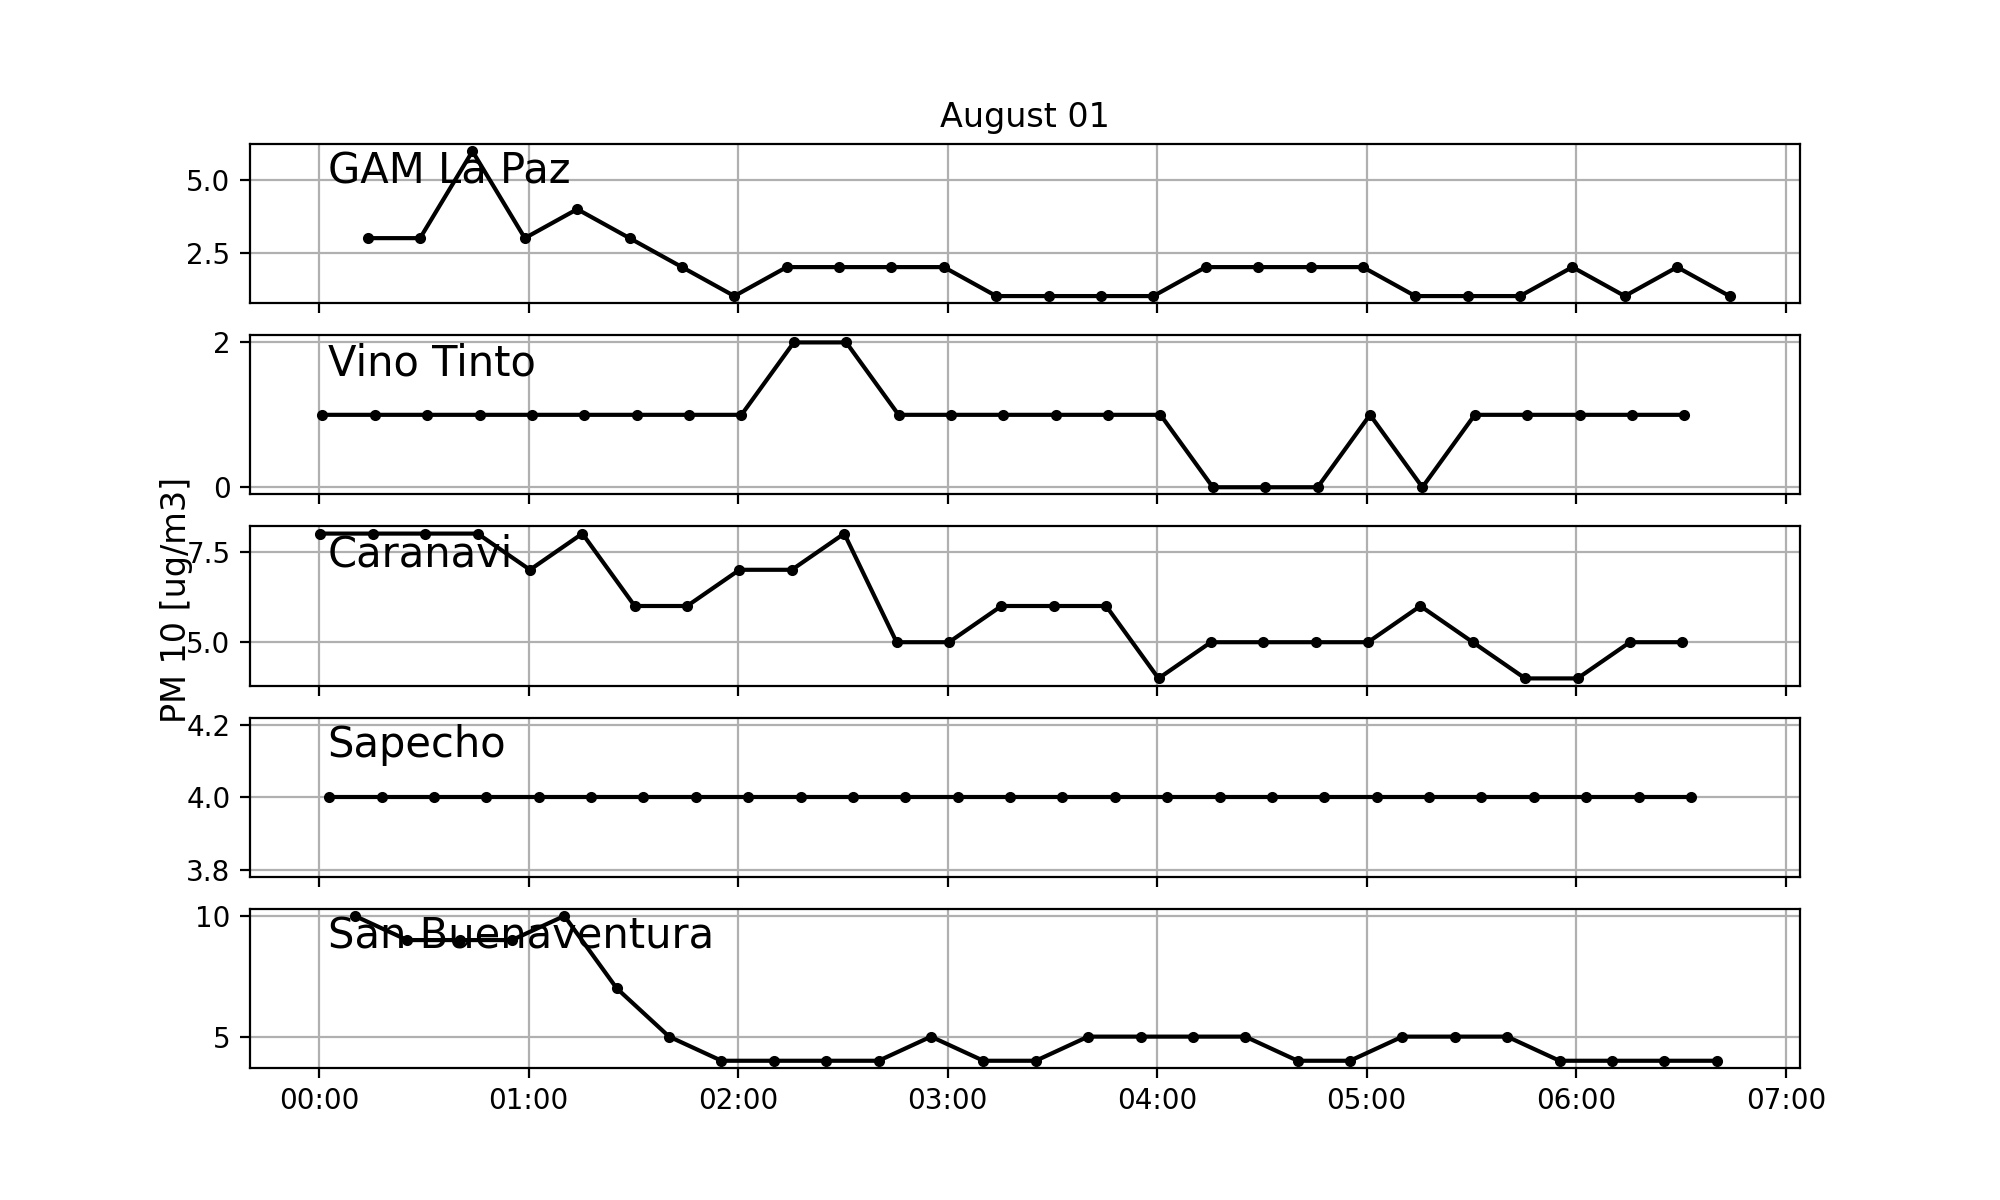 August 01
GAM La Paz
5.0
2.5
Vino Tinto
2
0
PM 10 [ug/m3]
Caranavi
7.5
5.0
Sapecho
4.2
4.0
3.8
San Buenaventura
10
5
00:00 01:00 02:00 03:00 04:00 05:00 06:00 07:00